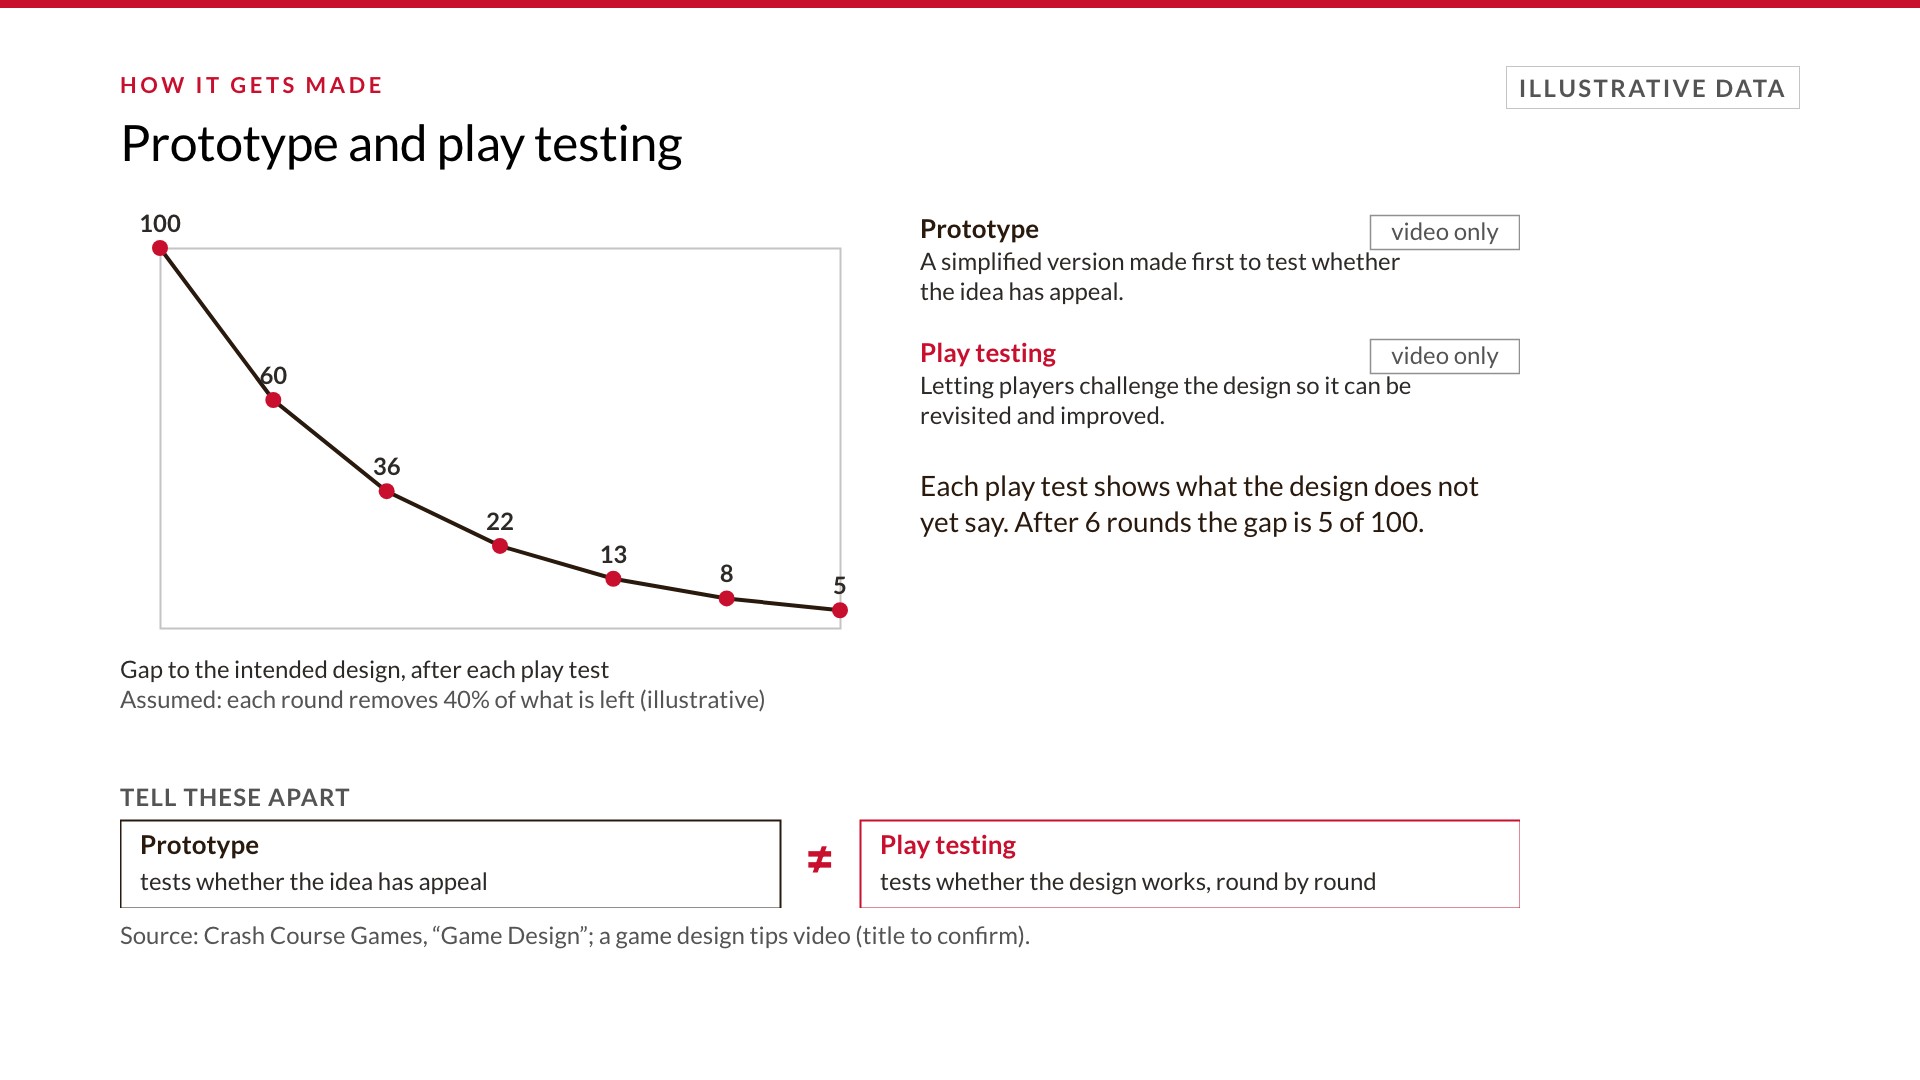 HOW IT GETS MADE
ILLUSTRATIVE DATA
Prototype and play testing
100
60
36
22
13
8
5
Gap to the intended design, after each play test
Assumed: each round removes 40% of what is left (illustrative)
Prototype
video only
A simplified version made first to test whether
the idea has appeal.
Play testing
video only
Letting players challenge the design so it can be
revisited and improved.
Each play test shows what the design does not
yet say. After 6 rounds the gap is 5 of 100.
TELL THESE APART
Prototype
tests whether the idea has appeal
≠
Play testing
tests whether the design works, round by round
Source: Crash Course Games, “Game Design”; a game design tips video (title to confirm).